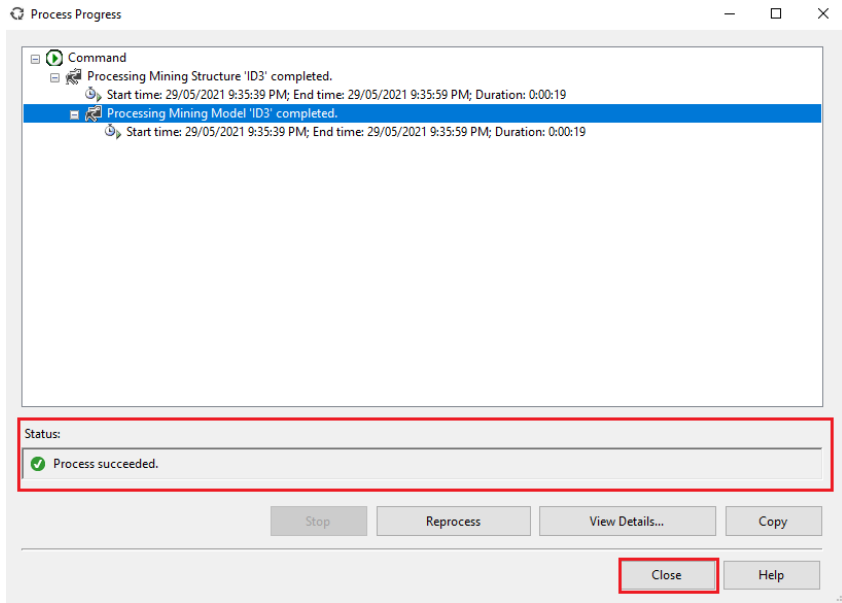 Process Progress
Command
Processing Mining Structure 'ID3' completed.
Start time: 29/05/2021 9:35:39 PM; End time: 29/05/2021 9:35:59 PM; Duration: 0:00:19
Processing Mining Model 'ID3' completed.
Start time: 29/05/2021 9:35:39 PM; End time: 29/05/2021 9:35:59 PM; Duration: 0:00:19
Status:
Process succeeded.
Stop Reprocess View Details... Copy
Close Help